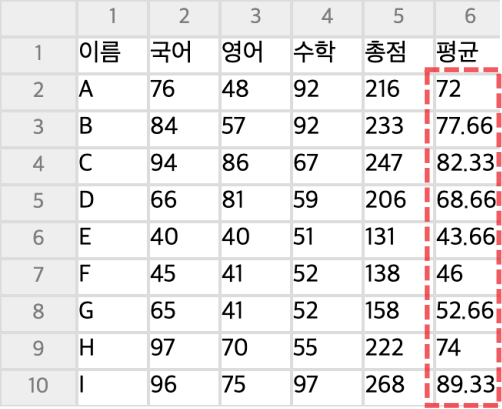 1 2 3 4 5 6
1 이름 국어 영어 수학 총점 평균
2 A 76 48 92 216 72
3 B 84 57 92 233 77.66
4 C 94 86 67 247 82.33
5 D 66 81 59 206 68.66
6 E 40 40 51 131 43.66
7 F 45 41 52 138 46
8 G 65 41 52 158 52.66
9 H 97 70 55 222 74
10 I 96 75 97 268 89.33